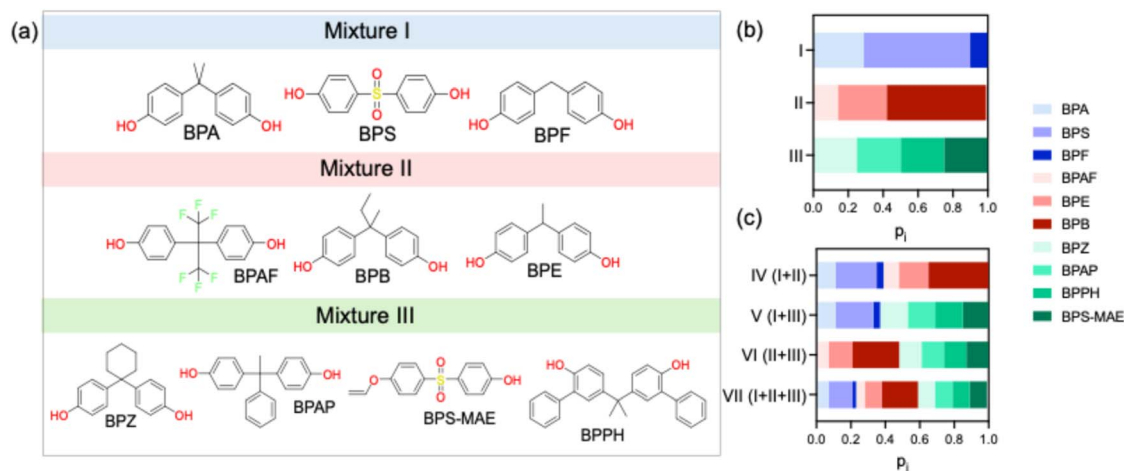 (a)
Mixture I
HO
OH
BPA
HO
O
S
O
OH
BPS
HO
OH
BPF
Mixture II
HO
F
F
F
F
F
F
OH
BPAF
HO
OH
BPB
HO
OH
BPE
Mixture III
HO
OH
BPZ
HO
OH
BPAP
O
O
S
O
OH
BPS-MAE
HO
OH
BPPH
(b)
I
II
III
0.0 0.2 0.4 0.6 0.8 1.0
pi
(c)
IV (I+II)
V (I+III)
VI (II+III)
VII (I+II+III)
0.0 0.2 0.4 0.6 0.8 1.0
pi
BPA
BPS
BPF
BPAF
BPE
BPB
BPZ
BPAP
BPPH
BPS-MAE